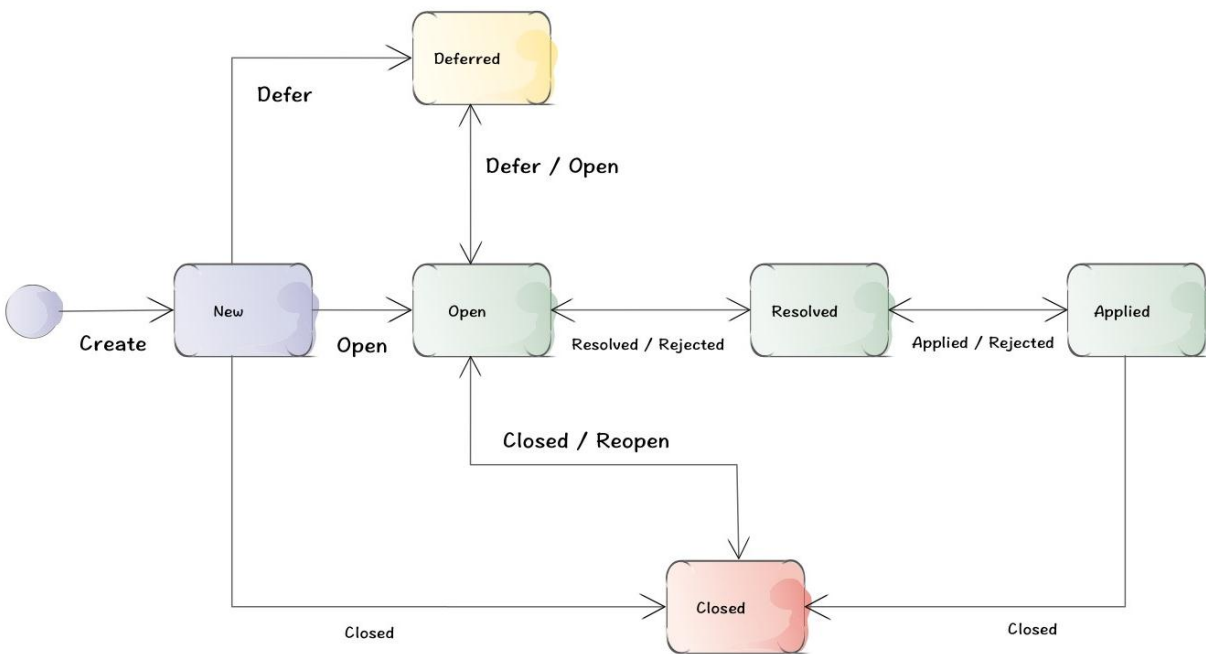 Deferred
Defer
Defer / Open
New
Open
Resolved
Applied
Create
Open
Resolved / Rejected
Applied / Rejected
Closed / Reopen
Closed
Closed
Closed